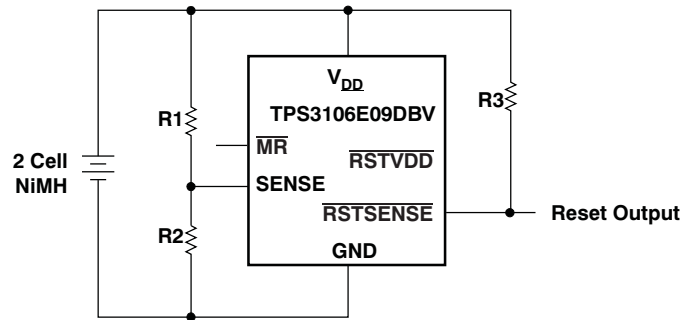 V_DD
TPS3106E09DBV
R3
R1
MR
2 Cell
NiMH
RSTVDD
SENSE
RSTSENSE
Reset Output
R2
GND